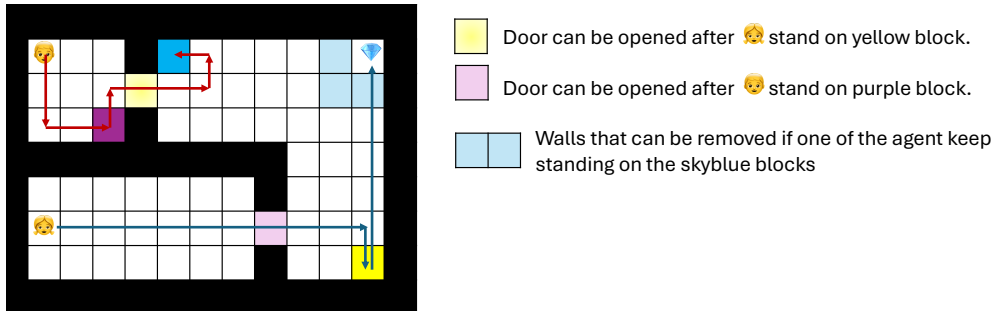 Door can be opened after 👧 stand on yellow block.
Door can be opened after 👦 stand on purple block.
Walls that can be removed if one of the agent keep
standing on the skyblue blocks